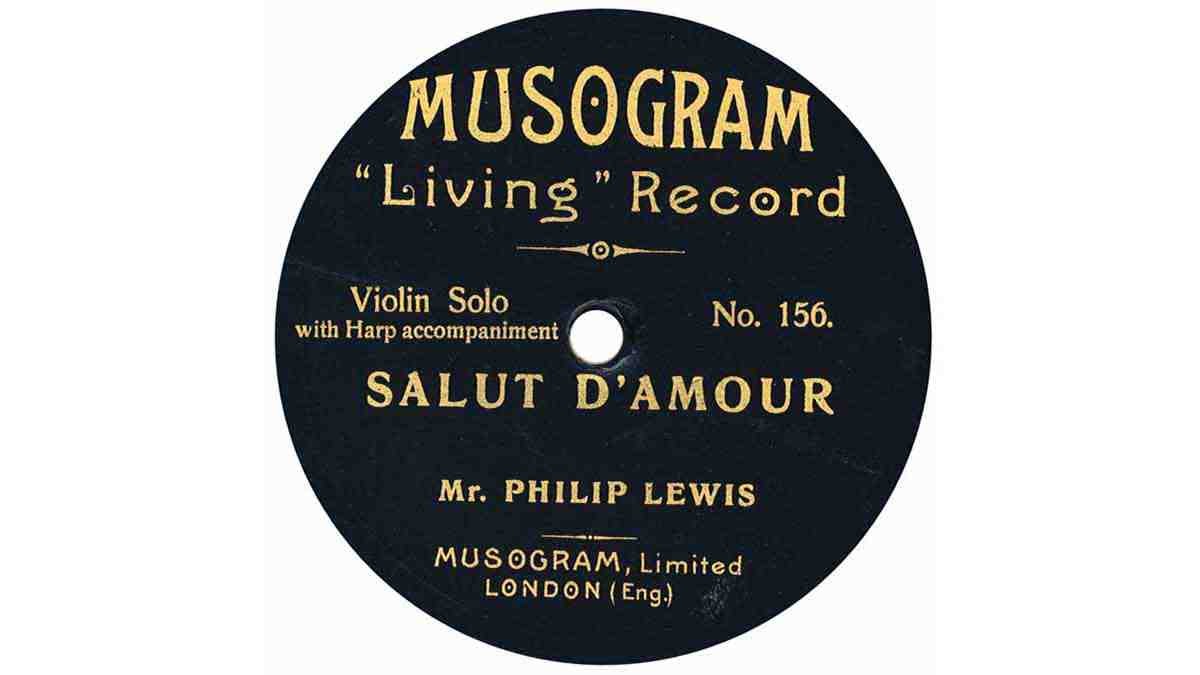 MUSOGRAM
“Living” Record
Violin Solo
with Harp accompaniment
No. 156.
SALUT D'AMOUR
Mr. PHILIP LEWIS
MUSOGRAM, Limited
LONDON (Eng.)